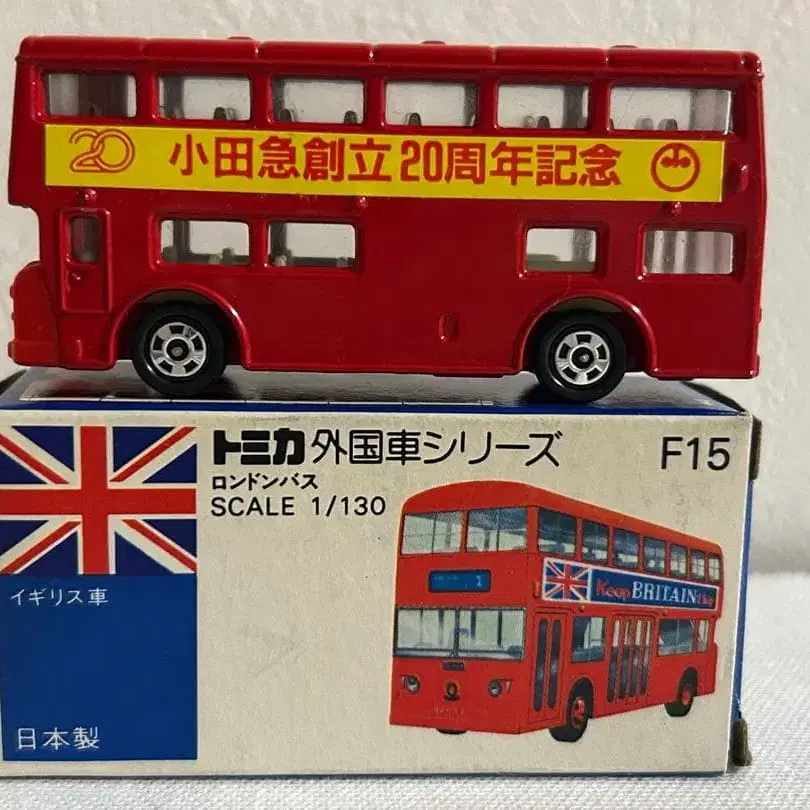 20 小田急創立20周年記念
トミカ 外国車シリーズ F15
ロンドンバス
SCALE 1/130
1
Keep BRITAIN
イギリス車
日本製